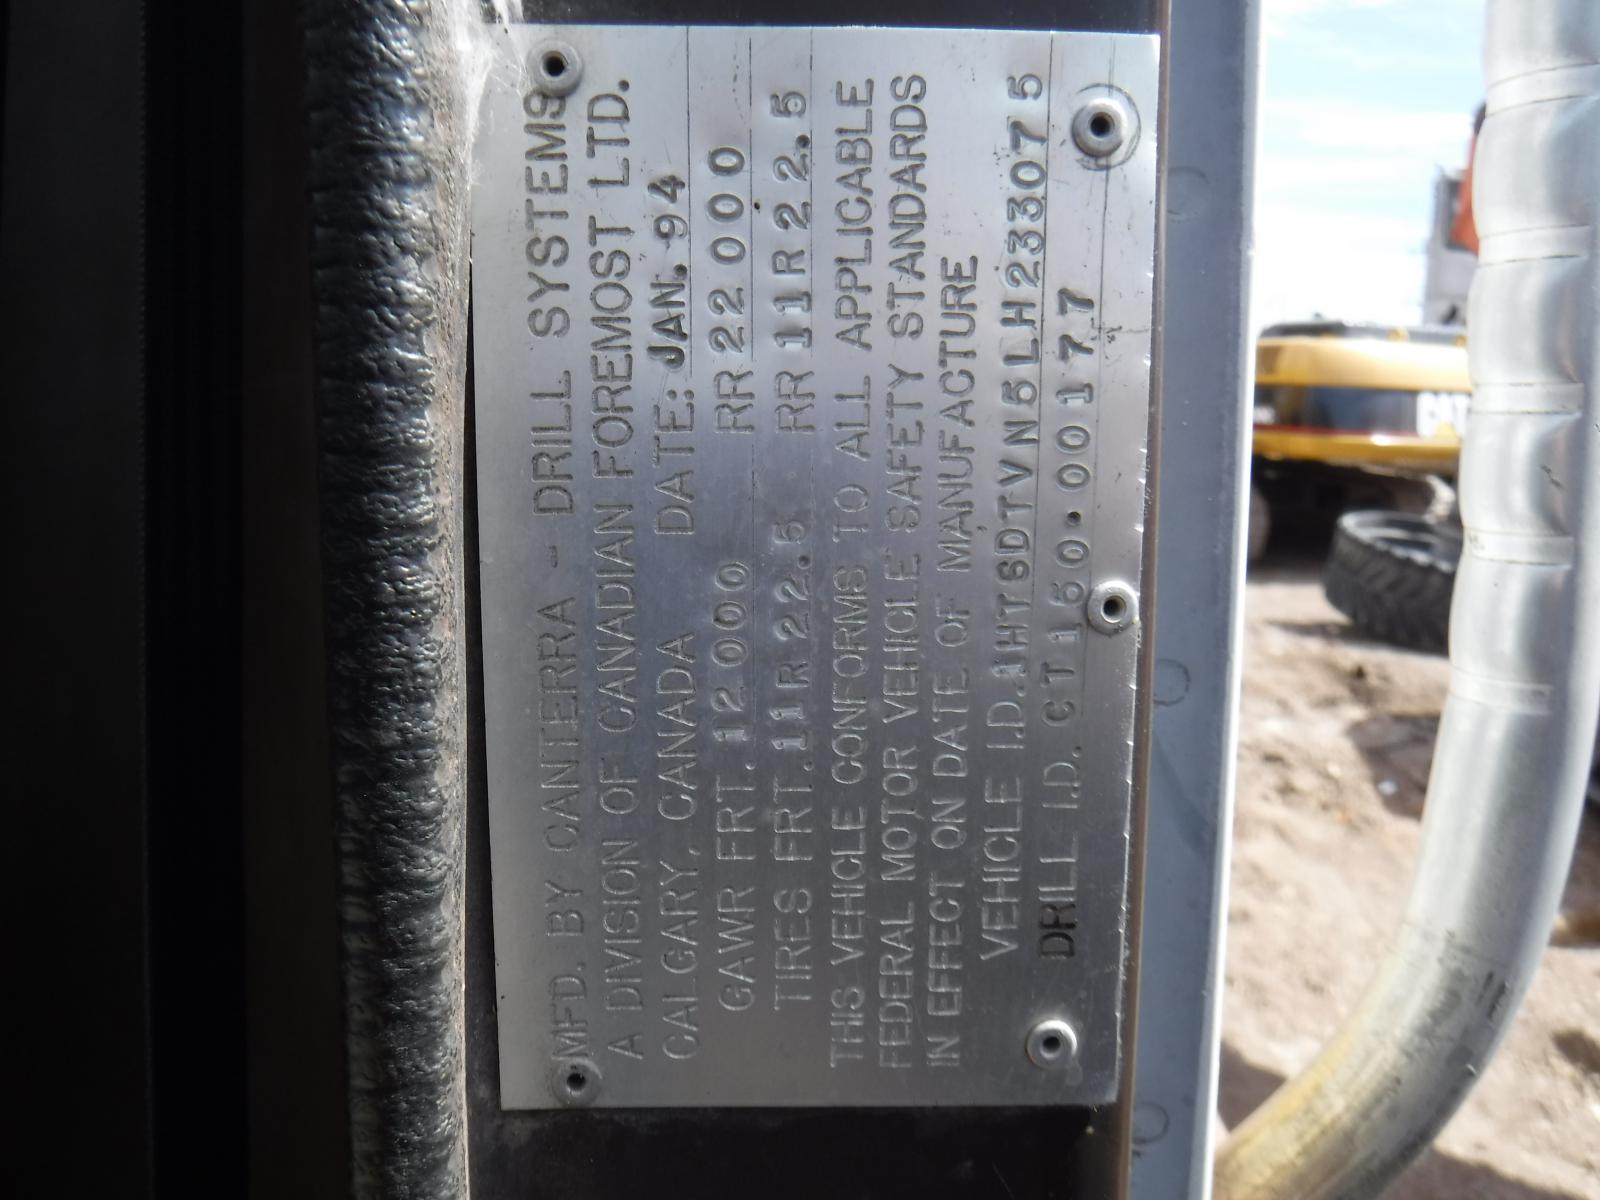 MFD. BY CANTERRA - DRILL SYSTEMS
A DIVISION OF CANADIAN FOREMOST LTD.
CALGARY, CANADA DATE: JAN. 94
GAWR FRT. 12000 RR 22000
TIRES FRT. 11R22.5 RR 11R22.5
THIS VEHICLE CONFORMS TO ALL APPLICABLE
FEDERAL MOTOR VEHICLE SAFETY STANDARDS
IN EFFECT ON DATE OF MANUFACTURE
VEHICLE I.D. 1HTSDTVN5LH233075
DRILL I.D. CT150.00177